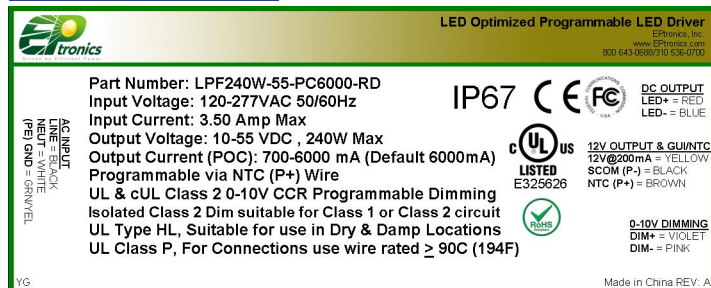 EPtronics
Driven by Efficient Power
LED Optimized Programmable LED Driver
EPtronics, Inc.
www.EPtronics.com
800 643-0688/310 536-0700
AC INPUT
LINE = BLACK
NEUT = WHITE
(PE) GND = GRN/YEL
Part Number: LPF240W-55-PC6000-RD
Input Voltage: 120-277VAC 50/60Hz
Input Current: 3.50 Amp Max
Output Voltage: 10-55 VDC , 240W Max
Output Current (POC): 700-6000 mA (Default 6000mA)
Programmable via NTC (P+) Wire
UL & cUL Class 2 0-10V CCR Programmable Dimming
Isolated Class 2 Dim suitable for Class 1 or Class 2 circuit
UL Type HL, Suitable for use in Dry & Damp Locations
UL Class P, For Connections use wire rated ≥ 90C (194F)
IP67 CE FC
c UL US
LISTED
E325626
RoHS
DC OUTPUT
LED+ = RED
LED- = BLUE
12V OUTPUT & GUI/NTC
12V@200mA = YELLOW
SCOM (P-) = BLACK
NTC (P+) = BROWN
0-10V DIMMING
DIM+ = VIOLET
DIM- = PINK
YG
Made in China REV: A